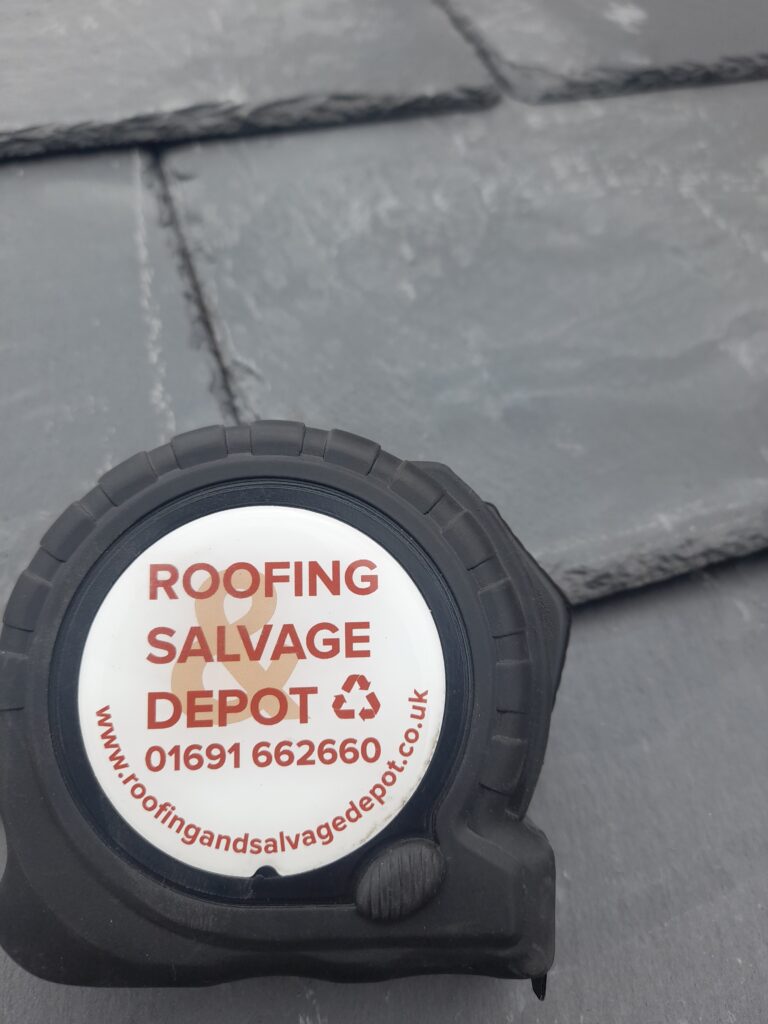 ROOFING
&
SALVAGE
DEPOT
01691 662660
www.roofingandsalvagedepot.co.uk